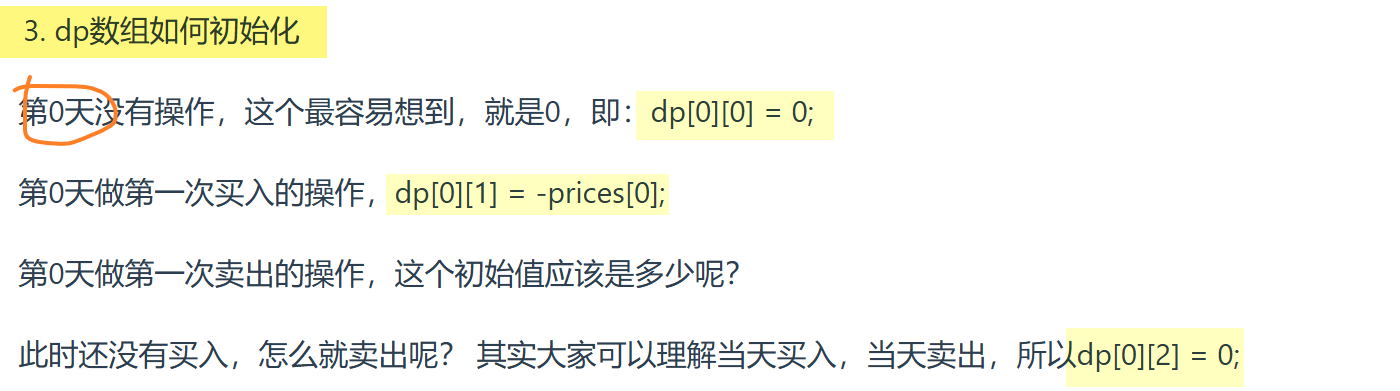 3. dp数组如何初始化
第0天没有操作，这个最容易想到，就是0，即：dp[0][0] = 0;
第0天做第一次买入的操作，dp[0][1] = -prices[0];
第0天做第一次卖出的操作，这个初始值应该是多少呢？
此时还没有买入，怎么就卖出呢？ 其实大家可以理解当天买入，当天卖出，所以dp[0][2] = 0;